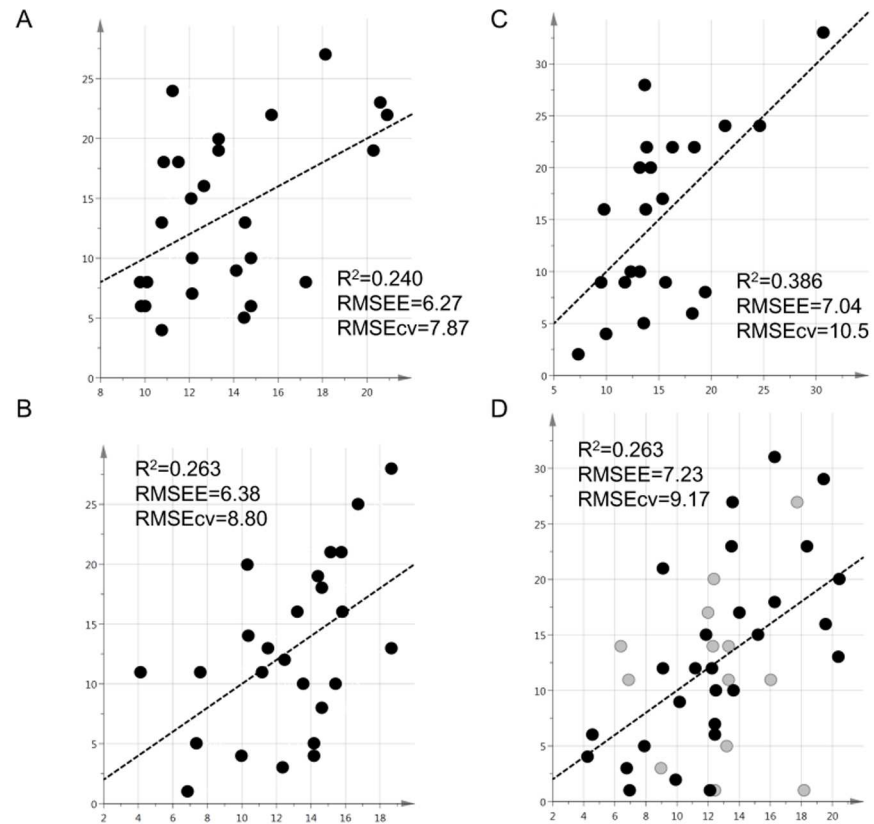 A
25
20
15
10
5
0
8 10 12 14 16 18 20
R²=0.240
RMSEE=6.27
RMSEcv=7.87
B
25
20
15
10
5
0
2 4 6 8 10 12 14 16 18
R²=0.263
RMSEE=6.38
RMSEcv=8.80
C
30
25
20
15
10
5
0
5 10 15 20 25 30
R²=0.386
RMSEE=7.04
RMSEcv=10.5
D
30
25
20
15
10
5
0
2 4 6 8 10 12 14 16 18 20
R²=0.263
RMSEE=7.23
RMSEcv=9.17